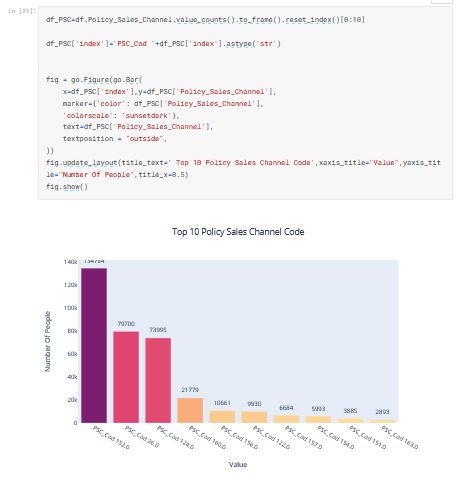 In [21]:
df_PSC=df.Policy_Sales_Channel.value_counts().to_frame().reset_index()[0:10]
df_PSC['index']='PSC_Cod '+df_PSC['index'].astype('str')
fig = go.Figure(go.Bar(
x=df_PSC['index'],y=df_PSC['Policy_Sales_Channel'],
marker={'color': df_PSC['Policy_Sales_Channel'],
'colorscale': 'sunsetdark'},
text=df_PSC['Policy_Sales_Channel'],
textposition = "outside",
))
fig.update_layout(title_text=' Top 10 Policy Sales Channel Code',xaxis_title="Value",yaxis_tit
le="Number Of People",title_x=0.5)
fig.show()
Top 10 Policy Sales Channel Code
Number Of People
140k
120k
100k
80k
60k
40k
20k
0
134784
79700
73995
21779
10661
9930
6684
5993
3885
2893
PSC_Cod 152.0
PSC_Cod 26.0
PSC_Cod 124.0
PSC_Cod 160.0
PSC_Cod 156.0
PSC_Cod 122.0
PSC_Cod 157.0
PSC_Cod 154.0
PSC_Cod 151.0
PSC_Cod 163.0
Value